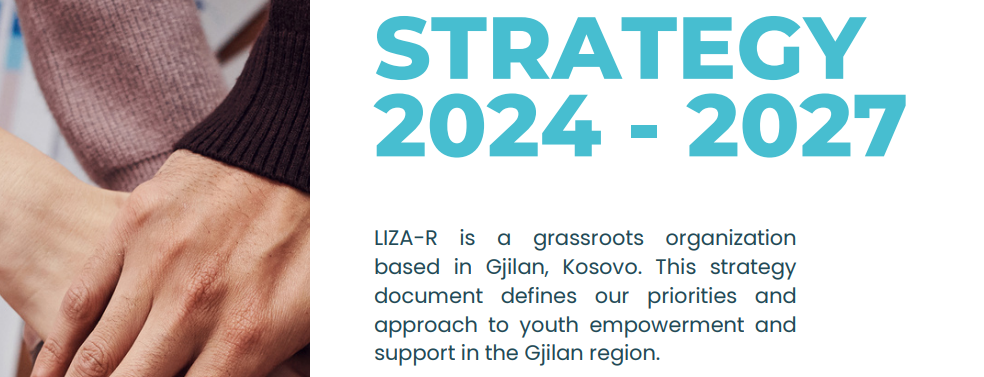 STRATEGY
2024 - 2027
LIZA-R is a grassroots organization
based in Gjilan, Kosovo. This strategy
document defines our priorities and
approach to youth empowerment and
support in the Gjilan region.